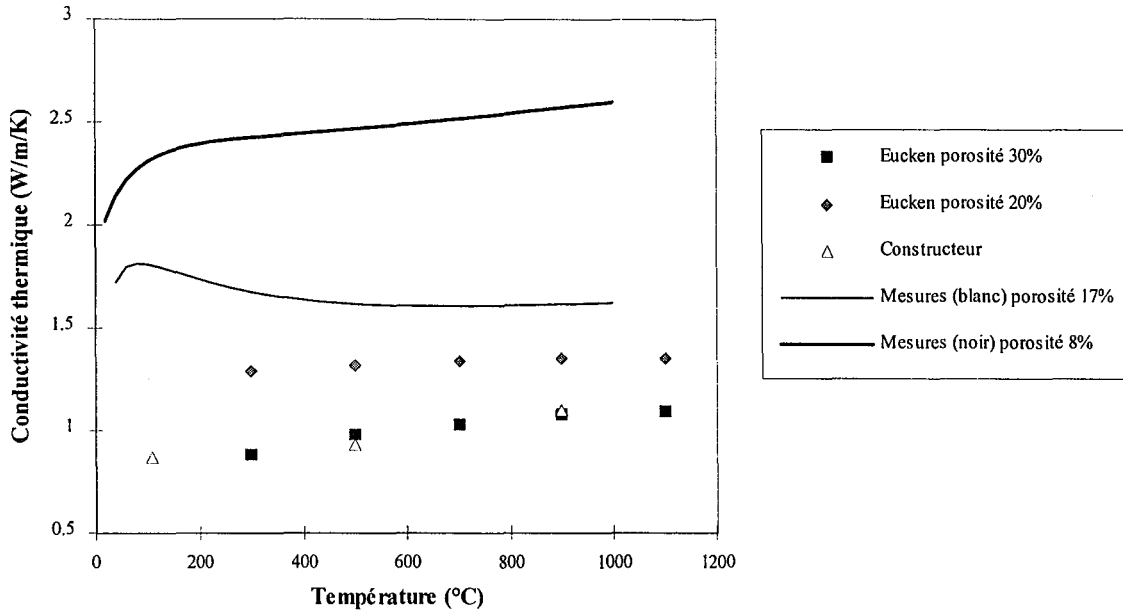 3
2.5
2
1.5
1
0.5
0
200
400
600
800
1000
1200
Conductivité thermique (W/m/K)
Température (°C)
Eucken porosité 30%
Eucken porosité 20%
Constructeur
Mesures (blanc) porosité 17%
Mesures (noir) porosité 8%